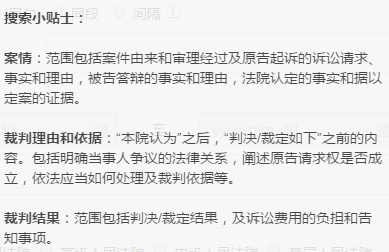 搜索小贴士：
案情：范围包括案件由来和审理经过及原告起诉的诉讼请求、
事实和理由，被告答辩的事实和理由，法院认定的事实和据以
定案的证据。
裁判理由和依据：“本院认为”之后，“判决/裁定如下”之前的内
容。包括明确当事人争议的法律关系，阐述原告请求权是否成
立，依法应当如何处理及裁判依据等。
裁判结果：范围包括判决/裁定结果，及诉讼费用的负担和告
知事项。